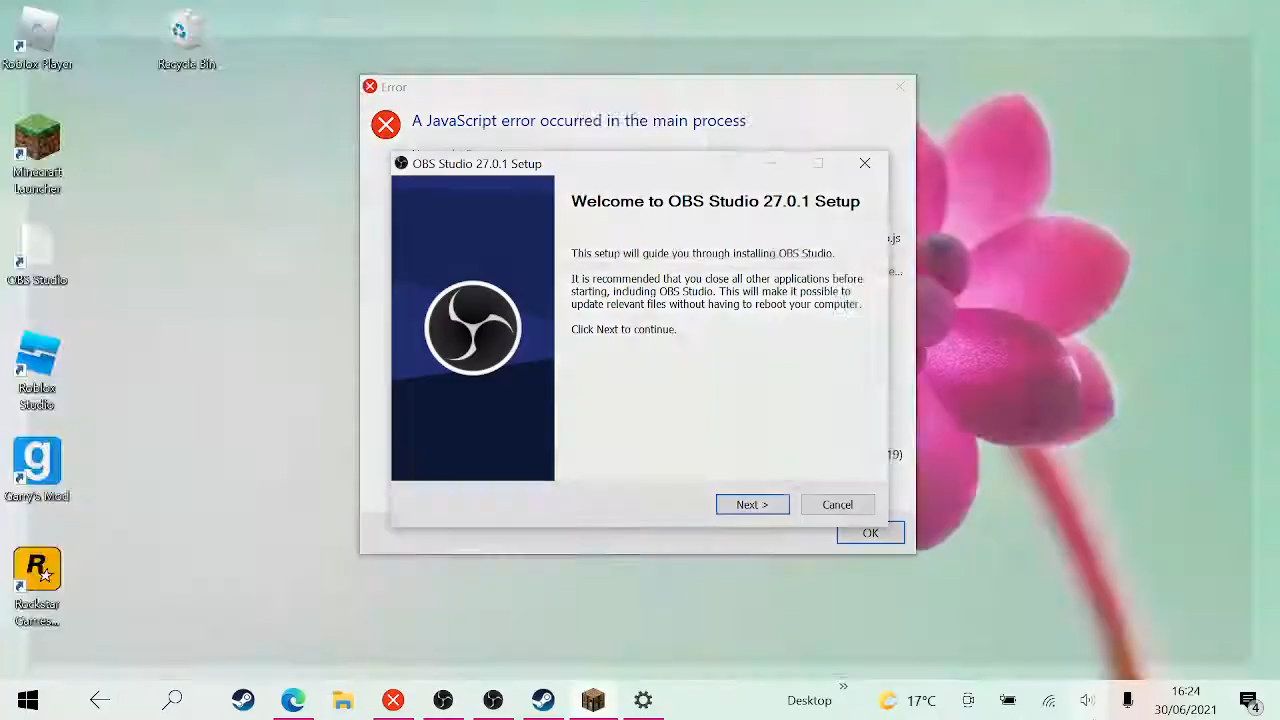 Roblox Player
Recycle Bin
Minecraft
Launcher
OBS Studio
Roblox
Studio
g
Garry's Mod
R
Rockstar
Games...
Error
A JavaScript error occurred in the main process
OBS Studio 27.0.1 Setup
Welcome to OBS Studio 27.0.1 Setup
This setup will guide you through installing OBS Studio.
It is recommended that you close all other applications before
starting, including OBS Studio. This will make it possible to
update relevant files without having to reboot your computer.
Click Next to continue.
.js
e...
19)
Next >
Cancel
OK
Desktop
17°C
16:24
30/06/2021
4